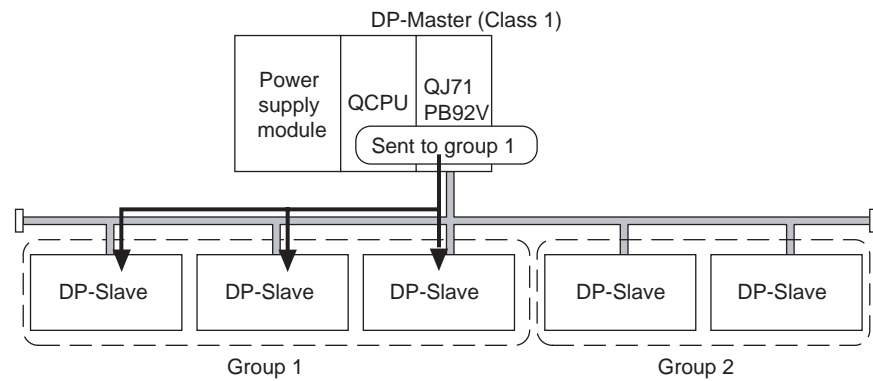 DP-Master (Class 1)
Power
supply
module
QCPU
QJ71
PB92V
Sent to group 1
DP-Slave
DP-Slave
DP-Slave
DP-Slave
DP-Slave
Group 1
Group 2